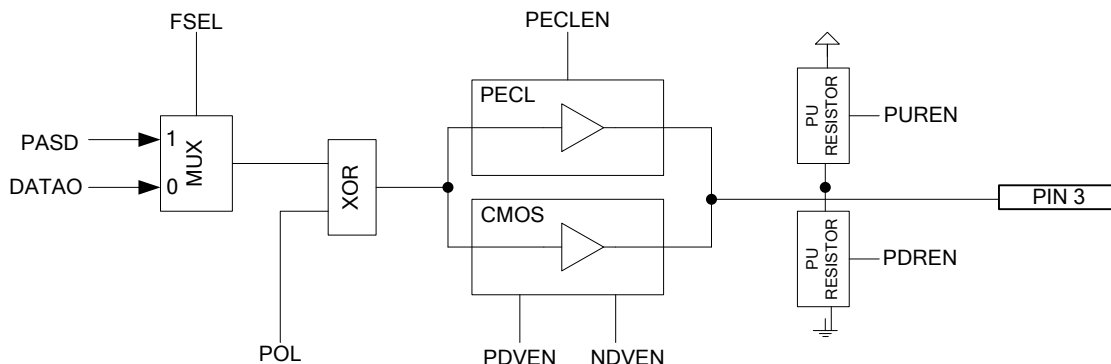 FSEL
PECLEN
PECL
PASD
1
MUX
DATAO
0
XOR
CMOS
POL
PDVEN
NDVEN
PU
RESISTOR
PUREN
PIN 3
PU
RESISTOR
PDREN